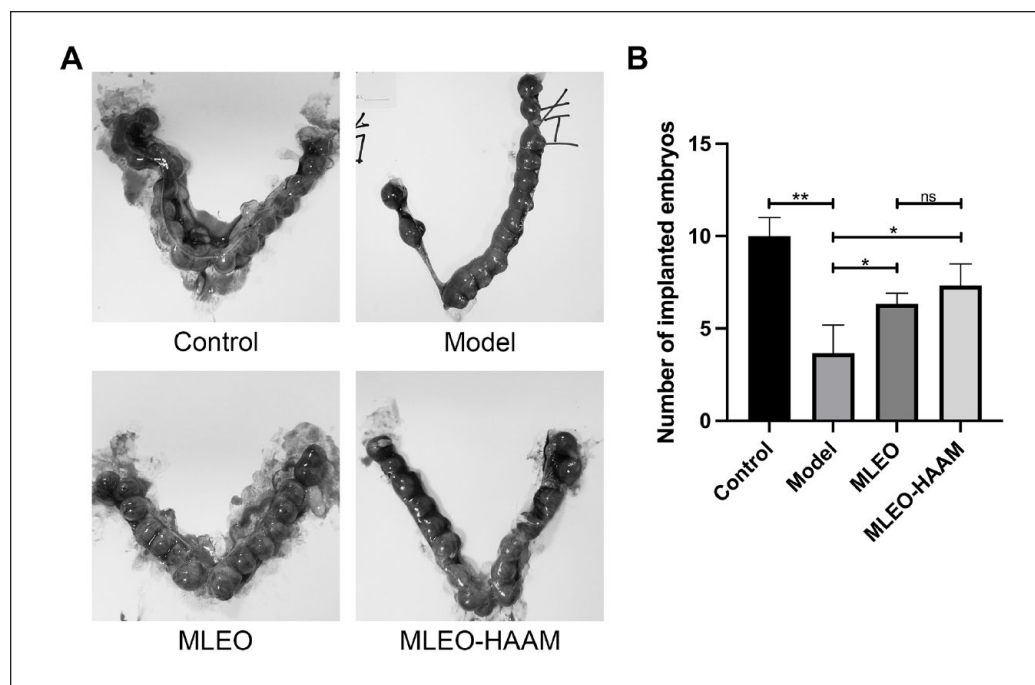 A
Control
Model
MLEO
MLEO-HAAM
B
Number of implanted embryos
15
10
5
0
**
ns
*
*
Control
Model
MLEO
MLEO-HAAM